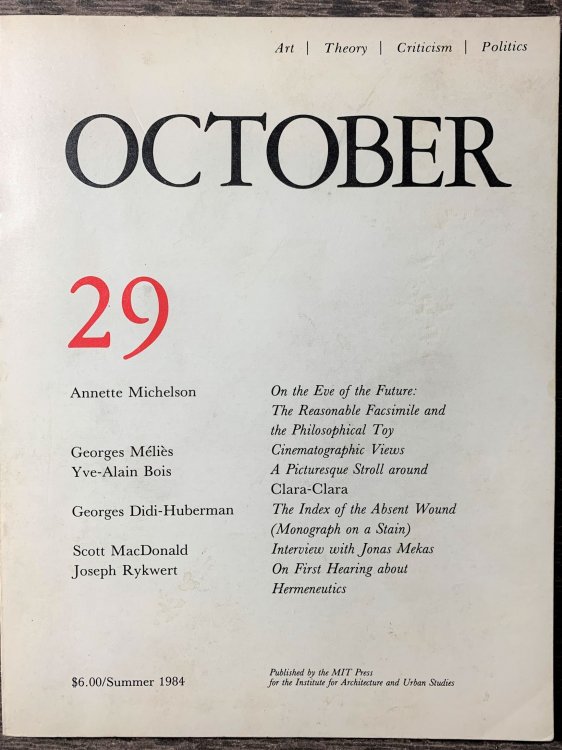 Art | Theory | Criticism | Politics
OCTOBER
29
Annette Michelson On the Eve of the Future:
The Reasonable Facsimile and
the Philosophical Toy
Georges Méliès Cinematographic Views
Yve-Alain Bois A Picturesque Stroll around
Clara-Clara
Georges Didi-Huberman The Index of the Absent Wound
(Monograph on a Stain)
Scott MacDonald Interview with Jonas Mekas
Joseph Rykwert On First Hearing about
Hermeneutics
$6.00/Summer 1984 Published by the MIT Press
for the Institute for Architecture and Urban Studies